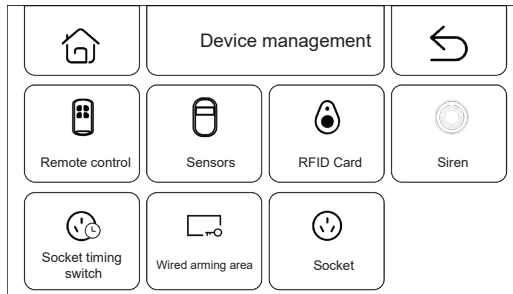 Device management
Remote control
Sensors
RFID Card
Siren
Socket timing
switch
Wired arming area
Socket